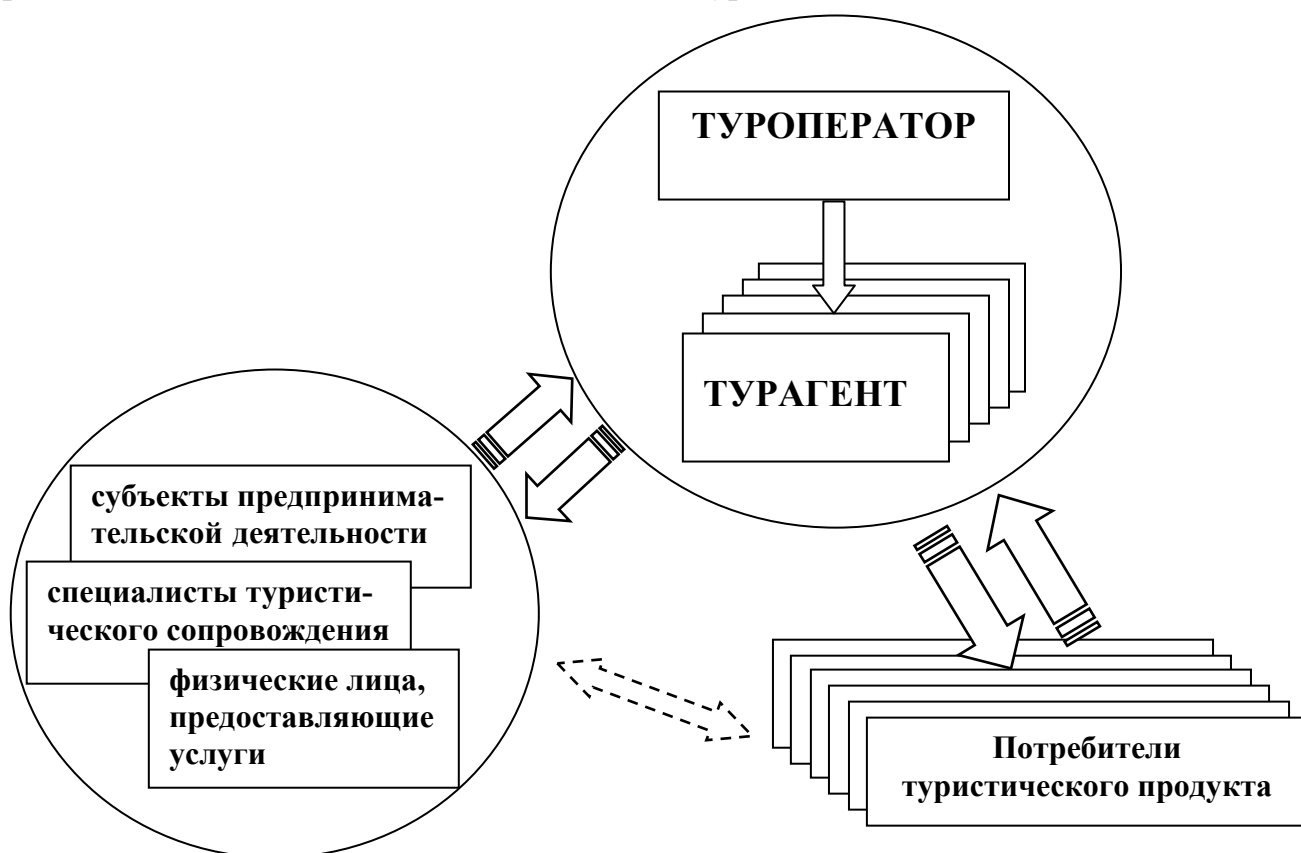 ТУРОПЕРАТОР
ТУРАГЕНТ
субъекты предпринима-
тельской деятельности
специалисты туристи-
ческого сопровождения
физические лица,
предоставляющие
услуги
Потребители
туристического продукта